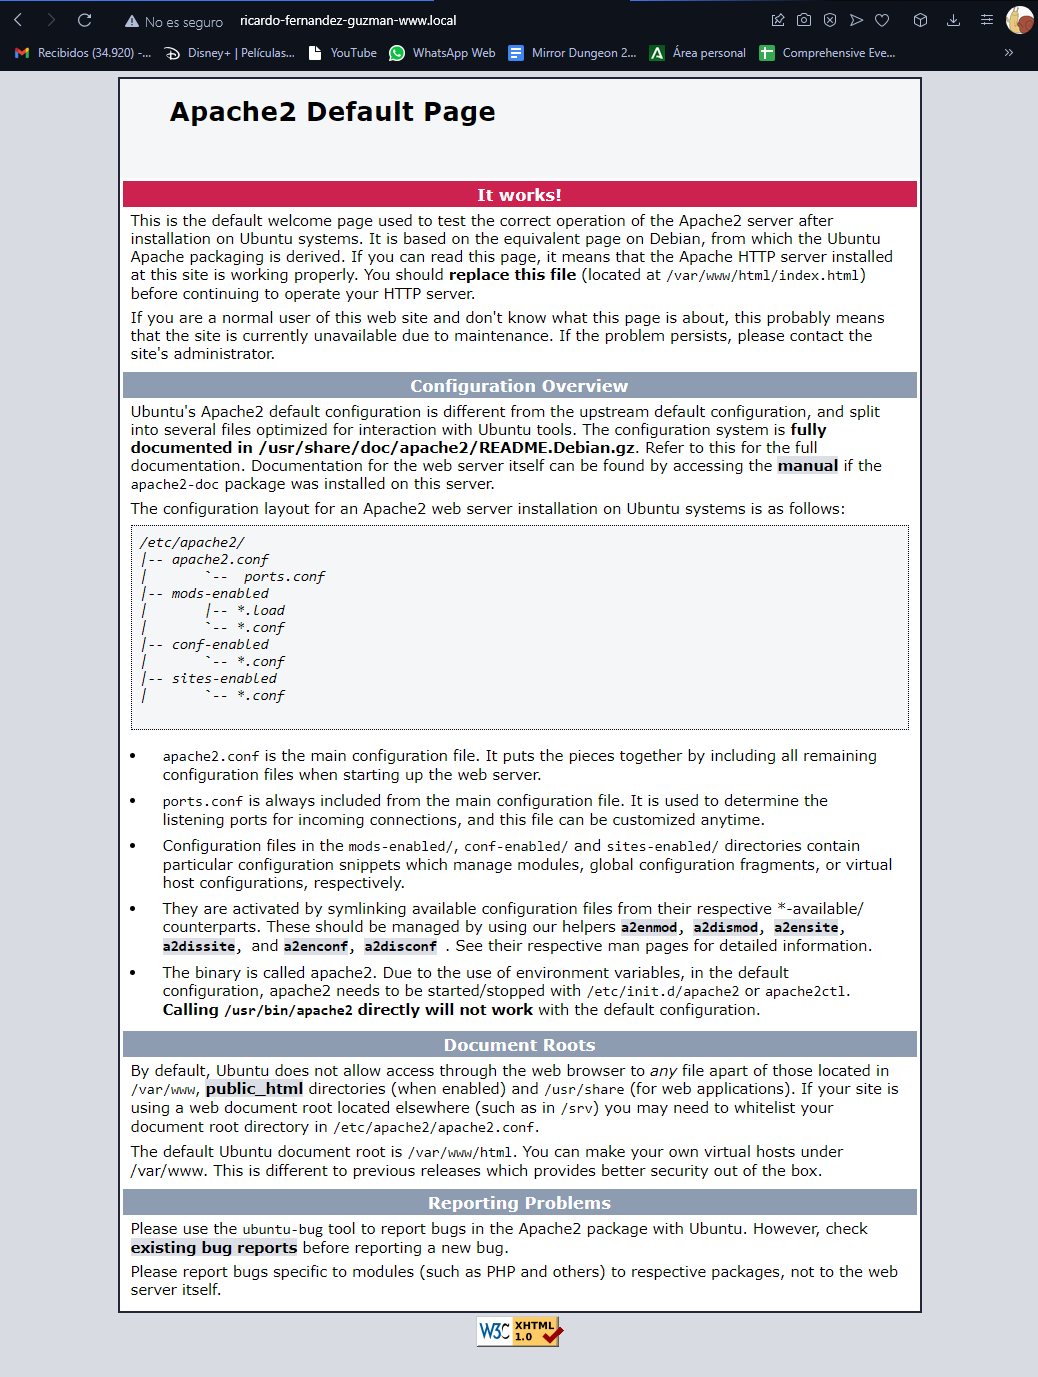 No es seguro ricardo-fernandez-guzman-www.local
Recibidos (34.920) -... Disney+ | Películas... YouTube WhatsApp Web Mirror Dungeon 2... Área personal Comprehensive Eve... »
Apache2 Default Page
It works!
This is the default welcome page used to test the correct operation of the Apache2 server after
installation on Ubuntu systems. It is based on the equivalent page on Debian, from which the Ubuntu
Apache packaging is derived. If you can read this page, it means that the Apache HTTP server installed
at this site is working properly. You should replace this file (located at /var/www/html/index.html)
before continuing to operate your HTTP server.
If you are a normal user of this web site and don't know what this page is about, this probably means
that the site is currently unavailable due to maintenance. If the problem persists, please contact the
site's administrator.
Configuration Overview
Ubuntu's Apache2 default configuration is different from the upstream default configuration, and split
into several files optimized for interaction with Ubuntu tools. The configuration system is fully
documented in /usr/share/doc/apache2/README.Debian.gz. Refer to this for the full
documentation. Documentation for the web server itself can be found by accessing the manual if the
apache2-doc package was installed on this server.
The configuration layout for an Apache2 web server installation on Ubuntu systems is as follows:
/etc/apache2/
|-- apache2.conf
|       `--  ports.conf
|-- mods-enabled
|       |-- *.load
|       `-- *.conf
|-- conf-enabled
|       `-- *.conf
|-- sites-enabled
|       `-- *.conf
• apache2.conf is the main configuration file. It puts the pieces together by including all remaining
configuration files when starting up the web server.
• ports.conf is always included from the main configuration file. It is used to determine the
listening ports for incoming connections, and this file can be customized anytime.
• Configuration files in the mods-enabled/, conf-enabled/ and sites-enabled/ directories contain
particular configuration snippets which manage modules, global configuration fragments, or virtual
host configurations, respectively.
• They are activated by symlinking available configuration files from their respective *-available/
counterparts. These should be managed by using our helpers a2enmod, a2dismod, a2ensite,
a2dissite, and a2enconf, a2disconf . See their respective man pages for detailed information.
• The binary is called apache2. Due to the use of environment variables, in the default
configuration, apache2 needs to be started/stopped with /etc/init.d/apache2 or apache2ctl.
Calling /usr/bin/apache2 directly will not work with the default configuration.
Document Roots
By default, Ubuntu does not allow access through the web browser to any file apart of those located in
/var/www, public_html directories (when enabled) and /usr/share (for web applications). If your site is
using a web document root located elsewhere (such as in /srv) you may need to whitelist your
document root directory in /etc/apache2/apache2.conf.
The default Ubuntu document root is /var/www/html. You can make your own virtual hosts under
/var/www. This is different to previous releases which provides better security out of the box.
Reporting Problems
Please use the ubuntu-bug tool to report bugs in the Apache2 package with Ubuntu. However, check
existing bug reports before reporting a new bug.
Please report bugs specific to modules (such as PHP and others) to respective packages, not to the web
server itself.
W3C XHTML
1.0